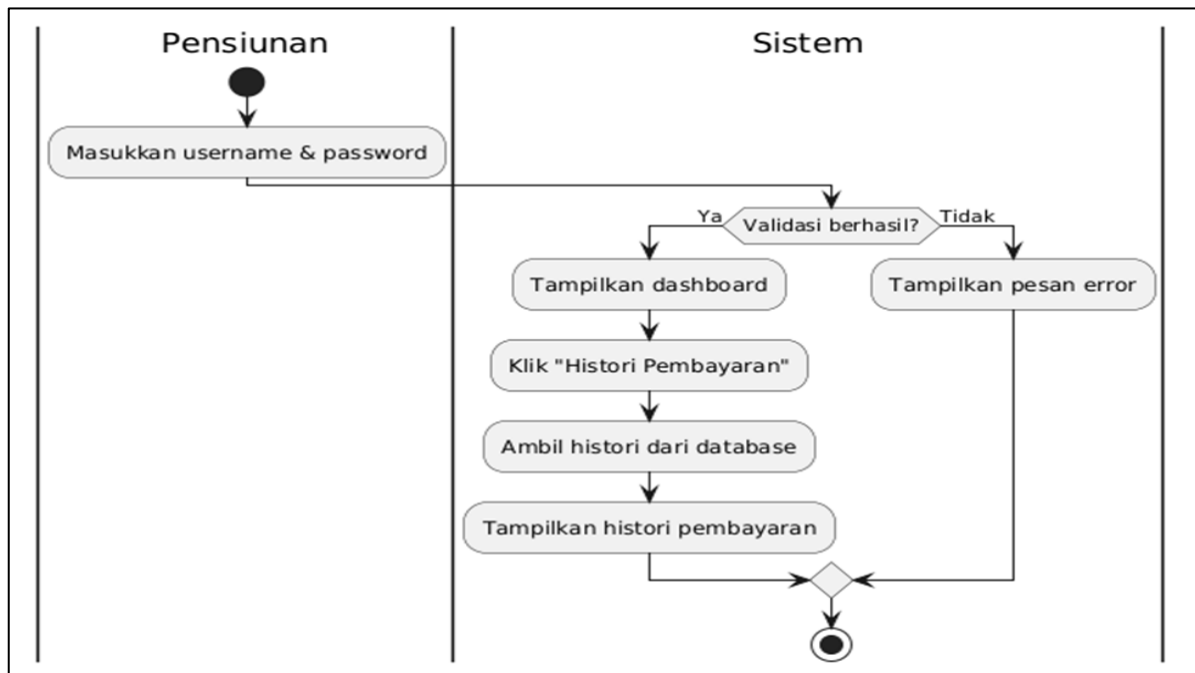 Pensiunan
Sistem
Masukkan username & password
Ya
Validasi berhasil?
Tidak
Tampilkan dashboard
Tampilkan pesan error
Klik "Histori Pembayaran"
Ambil histori dari database
Tampilkan histori pembayaran